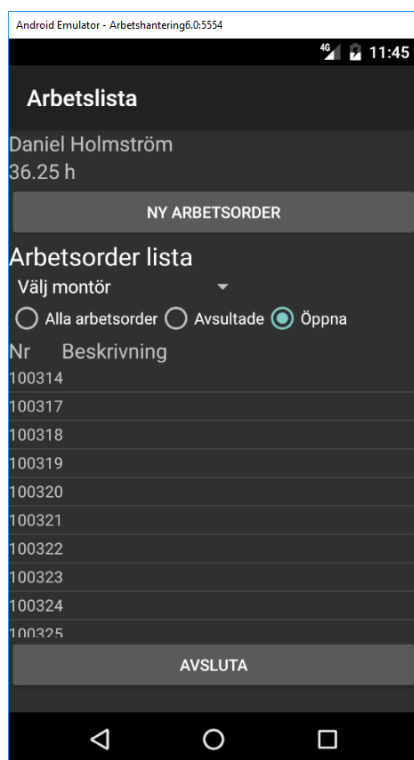 Android Emulator - Arbetshantering6.0:5554
4G 11:45
Arbetslista
Daniel Holmström
36.25 h
NY ARBETSORDER
Arbetsorder lista
Välj montör
Alla arbetsorder Avsultade Öppna
Nr Beskrivning
100314
100317
100318
100319
100320
100321
100322
100323
100324
100325
AVSLUTA